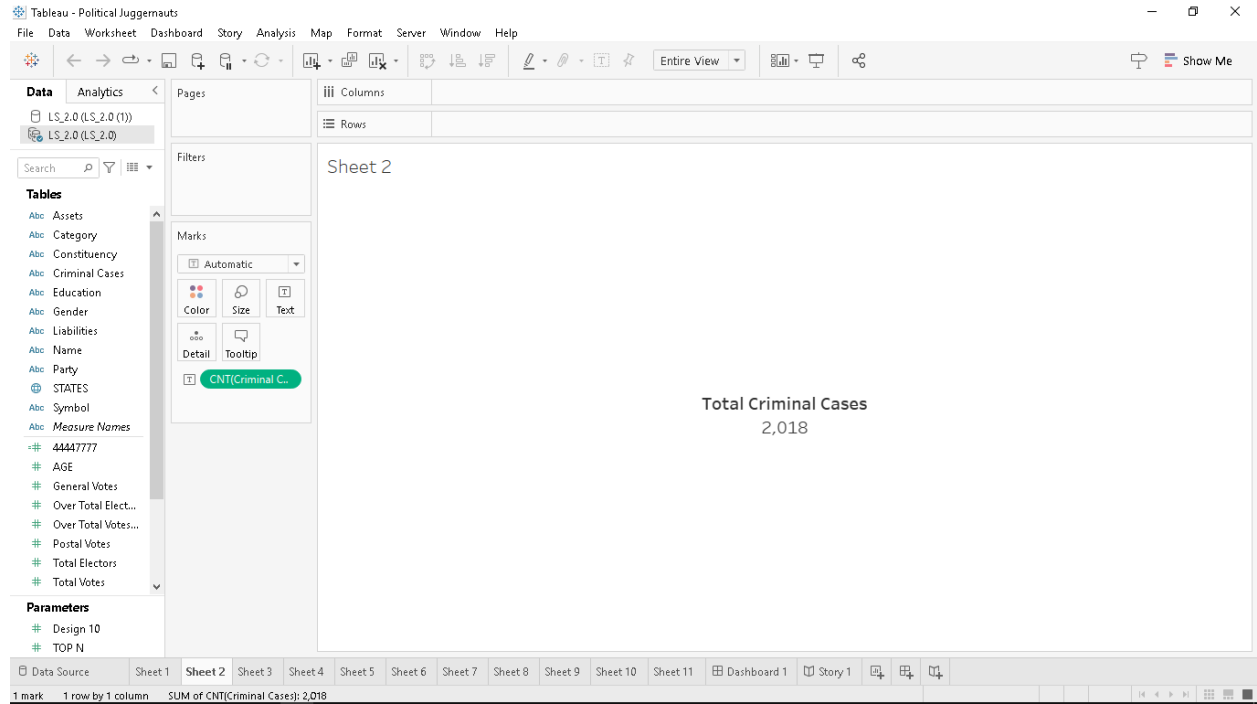 Tableau - Political Juggernauts
File Data Worksheet Dashboard Story Analysis Map Format Server Window Help
Entire View
Show Me
Data Analytics
LS_2.0 (LS_2.0 (1))
LS_2.0 (LS_2.0)
Search
Tables
Abc Assets
Abc Category
Abc Constituency
Abc Criminal Cases
Abc Education
Abc Gender
Abc Liabilities
Abc Name
Abc Party
STATES
Abc Symbol
Abc Measure Names
=# 44447777
# AGE
# General Votes
# Over Total Elect...
# Over Total Votes...
# Postal Votes
# Total Electors
# Total Votes
Parameters
# Design 10
# TOP N
Pages
Filters
Marks
T Automatic
Color Size Text
Detail Tooltip
T CNT(Criminal C..
Columns
Rows
Sheet 2
Total Criminal Cases
2,018
Data Source Sheet 1 Sheet 2 Sheet 3 Sheet 4 Sheet 5 Sheet 6 Sheet 7 Sheet 8 Sheet 9 Sheet 10 Sheet 11 Dashboard 1 Story 1
1 mark 1 row by 1 column SUM of CNT(Criminal Cases): 2,018